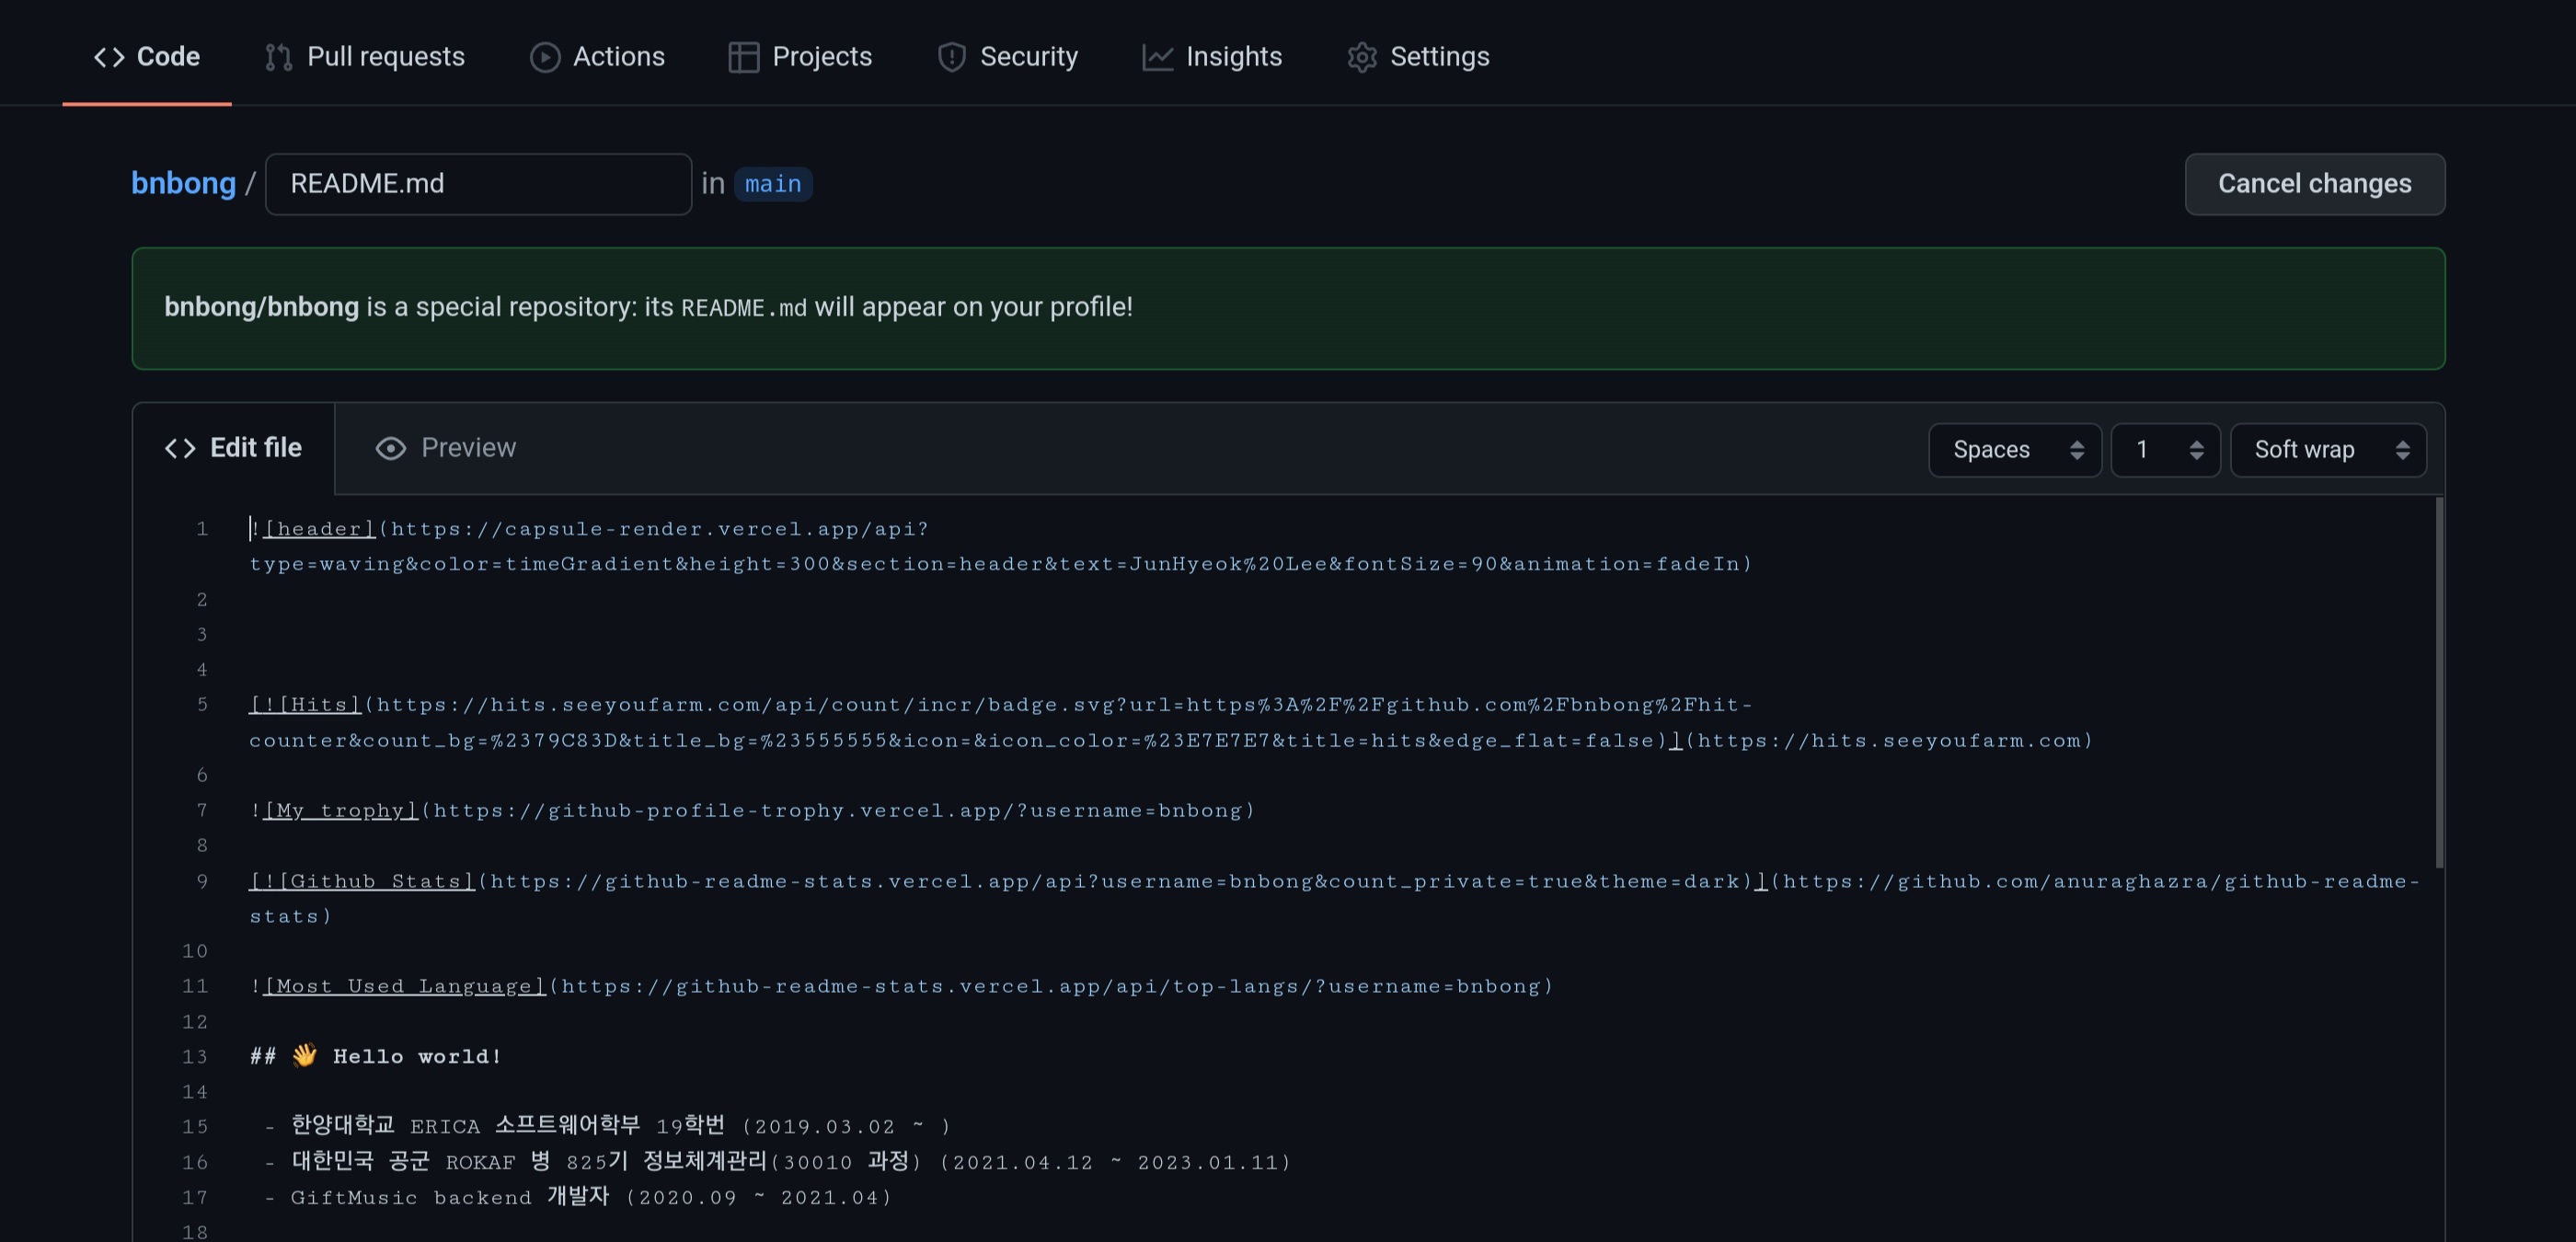 Code Pull requests Actions Projects Security Insights Settings
bnbong / README.md in main Cancel changes
bnbong/bnbong is a special repository: its README.md will appear on your profile!
Edit file Preview Spaces 1 Soft wrap
1 ![header](https://capsule-render.vercel.app/api?
type=waving&color=timeGradient&height=300&section=header&text=JunHyeok%20Lee&fontSize=90&animation=fadeIn)
2
3
4
5 [![Hits](https://hits.seeyoufarm.com/api/count/incr/badge.svg?url=https%3A%2F%2Fgithub.com%2Fbnbong%2Fhit-
counter&count_bg=%2379C83D&title_bg=%23555555&icon=&icon_color=%23E7E7E7&title=hits&edge_flat=false)](https://hits.seeyoufarm.com)
6
7 ![My trophy](https://github-profile-trophy.vercel.app/?username=bnbong)
8
9 [![Github Stats](https://github-readme-stats.vercel.app/api?username=bnbong&count_private=true&theme=dark)](https://github.com/anuraghazra/github-readme-
stats)
10
11 ![Most Used Language](https://github-readme-stats.vercel.app/api/top-langs/?username=bnbong)
12
13 ## 👋 Hello world!
14
15 - 한양대학교 ERICA 소프트웨어학부 19학번 (2019.03.02 ~ )
16 - 대한민국 공군 ROKAF 병 825기 정보체계관리(30010 과정) (2021.04.12 ~ 2023.01.11)
17 - GiftMusic backend 개발자 (2020.09 ~ 2021.04)
18